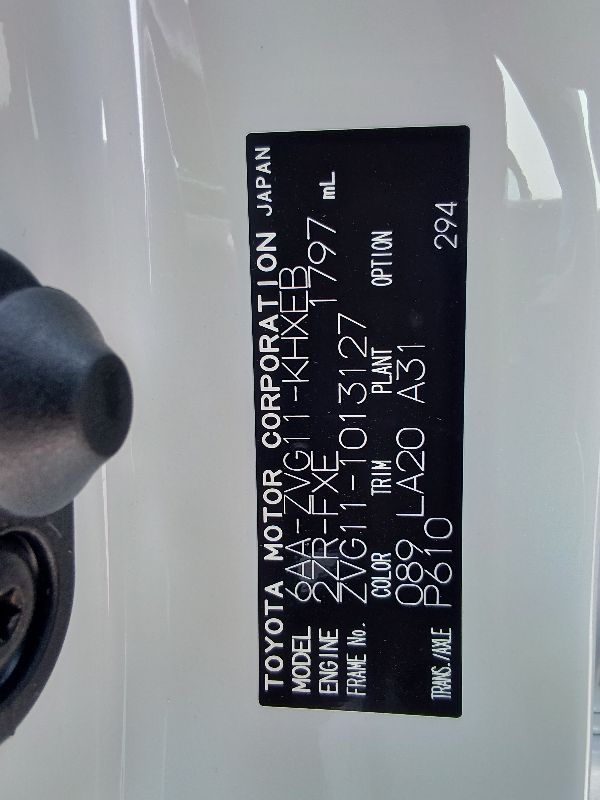 TOYOTA MOTOR CORPORATION JAPAN
MODEL 6AA-ZVG11-KHXEB
ENGINE 2ZR-FXE 1797 mL
FRAME No. ZVG11-1013127
COLOR TRIM PLANT OPTION
089 LA20 A31
TRANS./AXLE P610 294